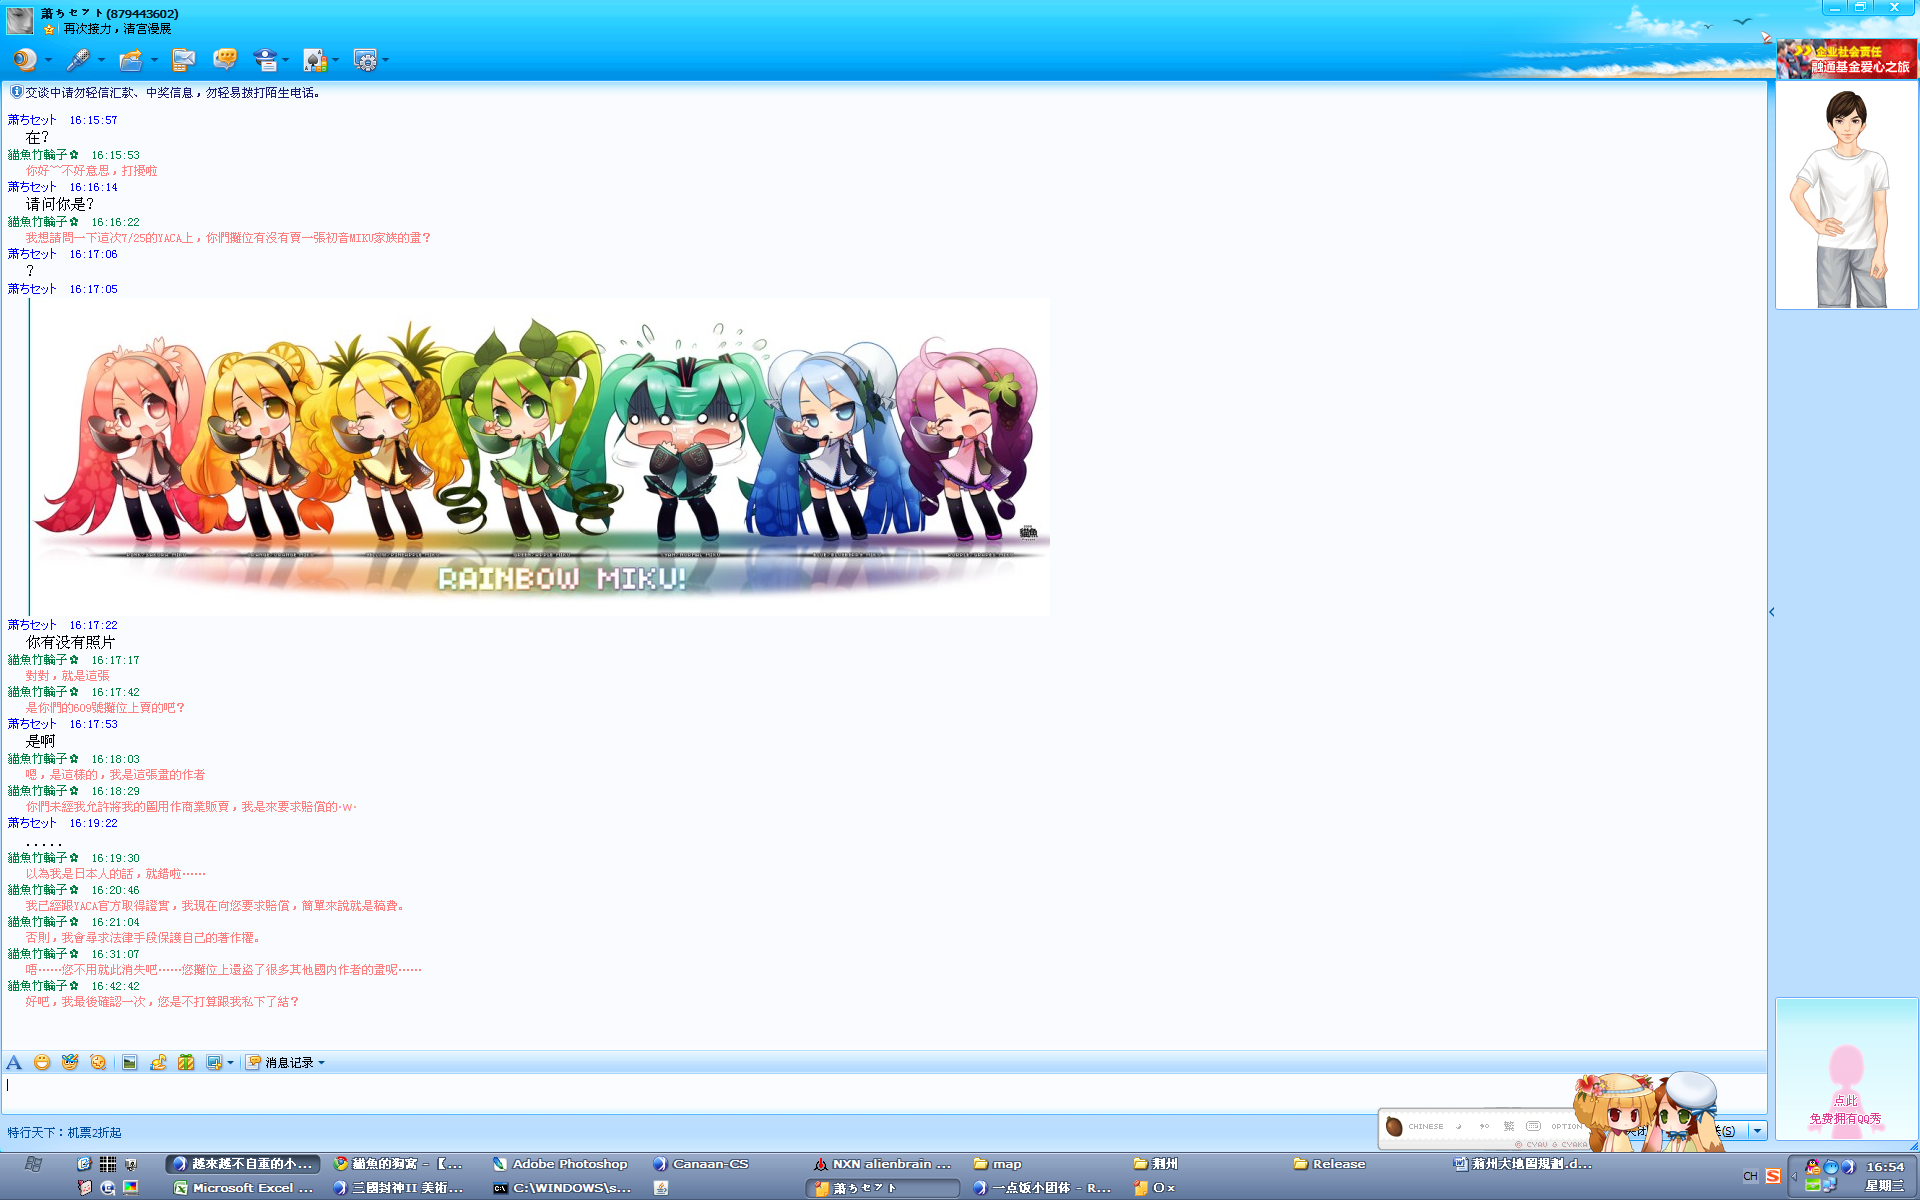 萧ちセット(879443602)
再次接力，清宫漫展
企业社会责任
融通基金爱心之旅
交谈中请勿轻信汇款、中奖信息，勿轻易拨打陌生电话。
萧ちセット 16:15:57
在?
貓魚竹輪子✿ 16:15:53
你好~~不好意思，打擾啦
萧ちセット 16:16:14
请问你是?
貓魚竹輪子✿ 16:16:22
我想請問一下這次7/25的YACA上，你們攤位有沒有賣一張初音MIKU家族的畫？
萧ちセット 16:17:06
?
萧ちセット 16:17:05
貓魚
RAINBOW MIKU!
萧ちセット 16:17:22
你有没有照片
貓魚竹輪子✿ 16:17:17
對對，就是這張
貓魚竹輪子✿ 16:17:42
是你們的609號攤位上賣的吧？
萧ちセット 16:17:53
是啊
貓魚竹輪子✿ 16:18:03
嗯，是這樣的，我是這張畫的作者
貓魚竹輪子✿ 16:18:29
你們未經我允許將我的圖用作商業販賣，我是來要求賠償的·w·
萧ちセット 16:19:22
.....
貓魚竹輪子✿ 16:19:30
以為我是日本人的話，就錯啦……
貓魚竹輪子✿ 16:20:46
我已經跟YACA官方取得證實，我現在向您要求賠償，簡單來說就是稿費。
貓魚竹輪子✿ 16:21:04
否則，我會尋求法律手段保護自己的著作權。
貓魚竹輪子✿ 16:31:07
唔……您不用就此消失吧……您攤位上還盜了很多其他國內作者的畫呢……
貓魚竹輪子✿ 16:42:42
好吧，我最後確認一次，您是不打算跟我私下了結？
消息记录
点此
免费拥有QQ秀
特行天下：机票2折起
CHINESE 繁 OPTION
© CYAU & CYAKA
关闭 (S)
越來越不自重的小...
貓魚的狗窩 - 【...
Adobe Photoshop
Canaan-CS
NXN alienbrain ...
map
荆州
Release
荊州大地圖規劃.d...
Microsoft Excel ...
三國封神II 美術...
C:\WINDOWS\s...
萧ちセット
一点饭小团体 - R...
O×
CH
16:54
星期三